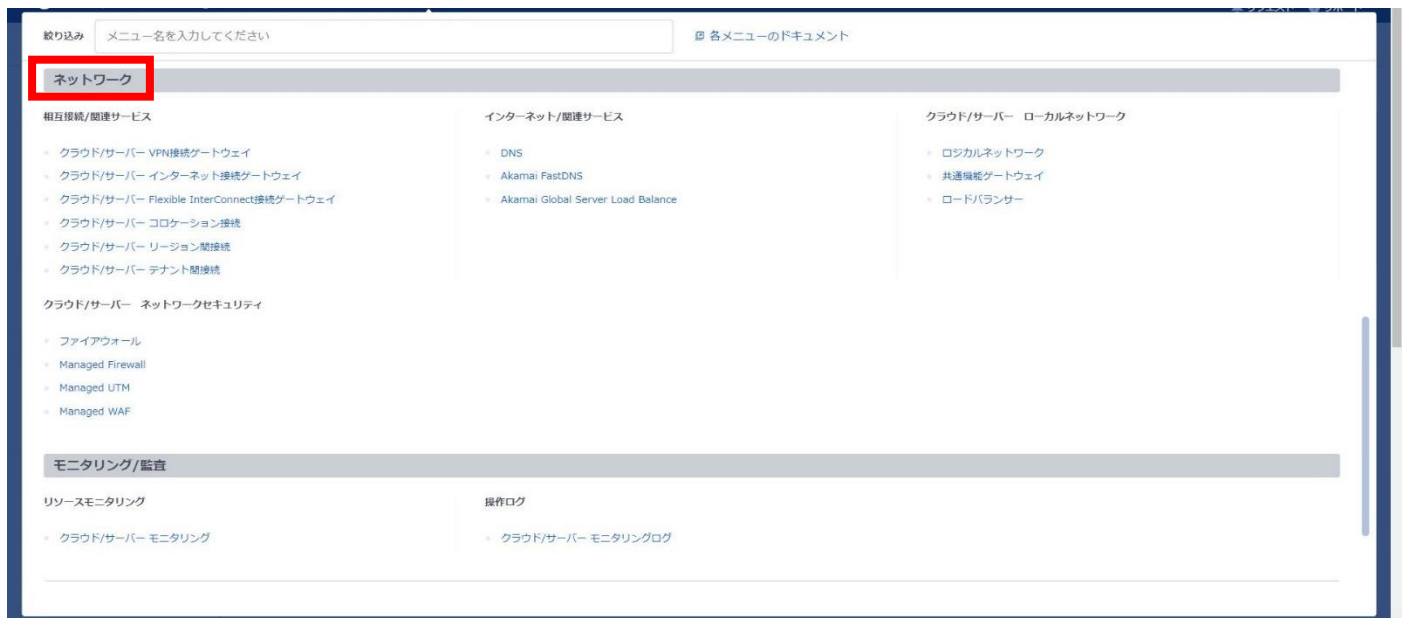 絞り込み メニュー名を入力してください 各メニューのドキュメント
ネットワーク
相互接続/関連サービス
クラウド/サーバー VPN接続ゲートウェイ
クラウド/サーバー インターネット接続ゲートウェイ
クラウド/サーバー Flexible InterConnect接続ゲートウェイ
クラウド/サーバー コロケーション接続
クラウド/サーバー リージョン間接続
クラウド/サーバー テナント間接続
インターネット/関連サービス
DNS
Akamai FastDNS
Akamai Global Server Load Balance
クラウド/サーバー ローカルネットワーク
ロジカルネットワーク
共通機能ゲートウェイ
ロードバランサー
クラウド/サーバー ネットワークセキュリティ
ファイアウォール
Managed Firewall
Managed UTM
Managed WAF
モニタリング/監査
リソースモニタリング
クラウド/サーバー モニタリング
操作ログ
クラウド/サーバー モニタリングログ